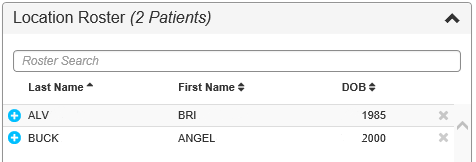 Location Roster (2 Patients)
Roster Search
Last Name First Name DOB
ALV BRI 1985
BUCK ANGEL 2000